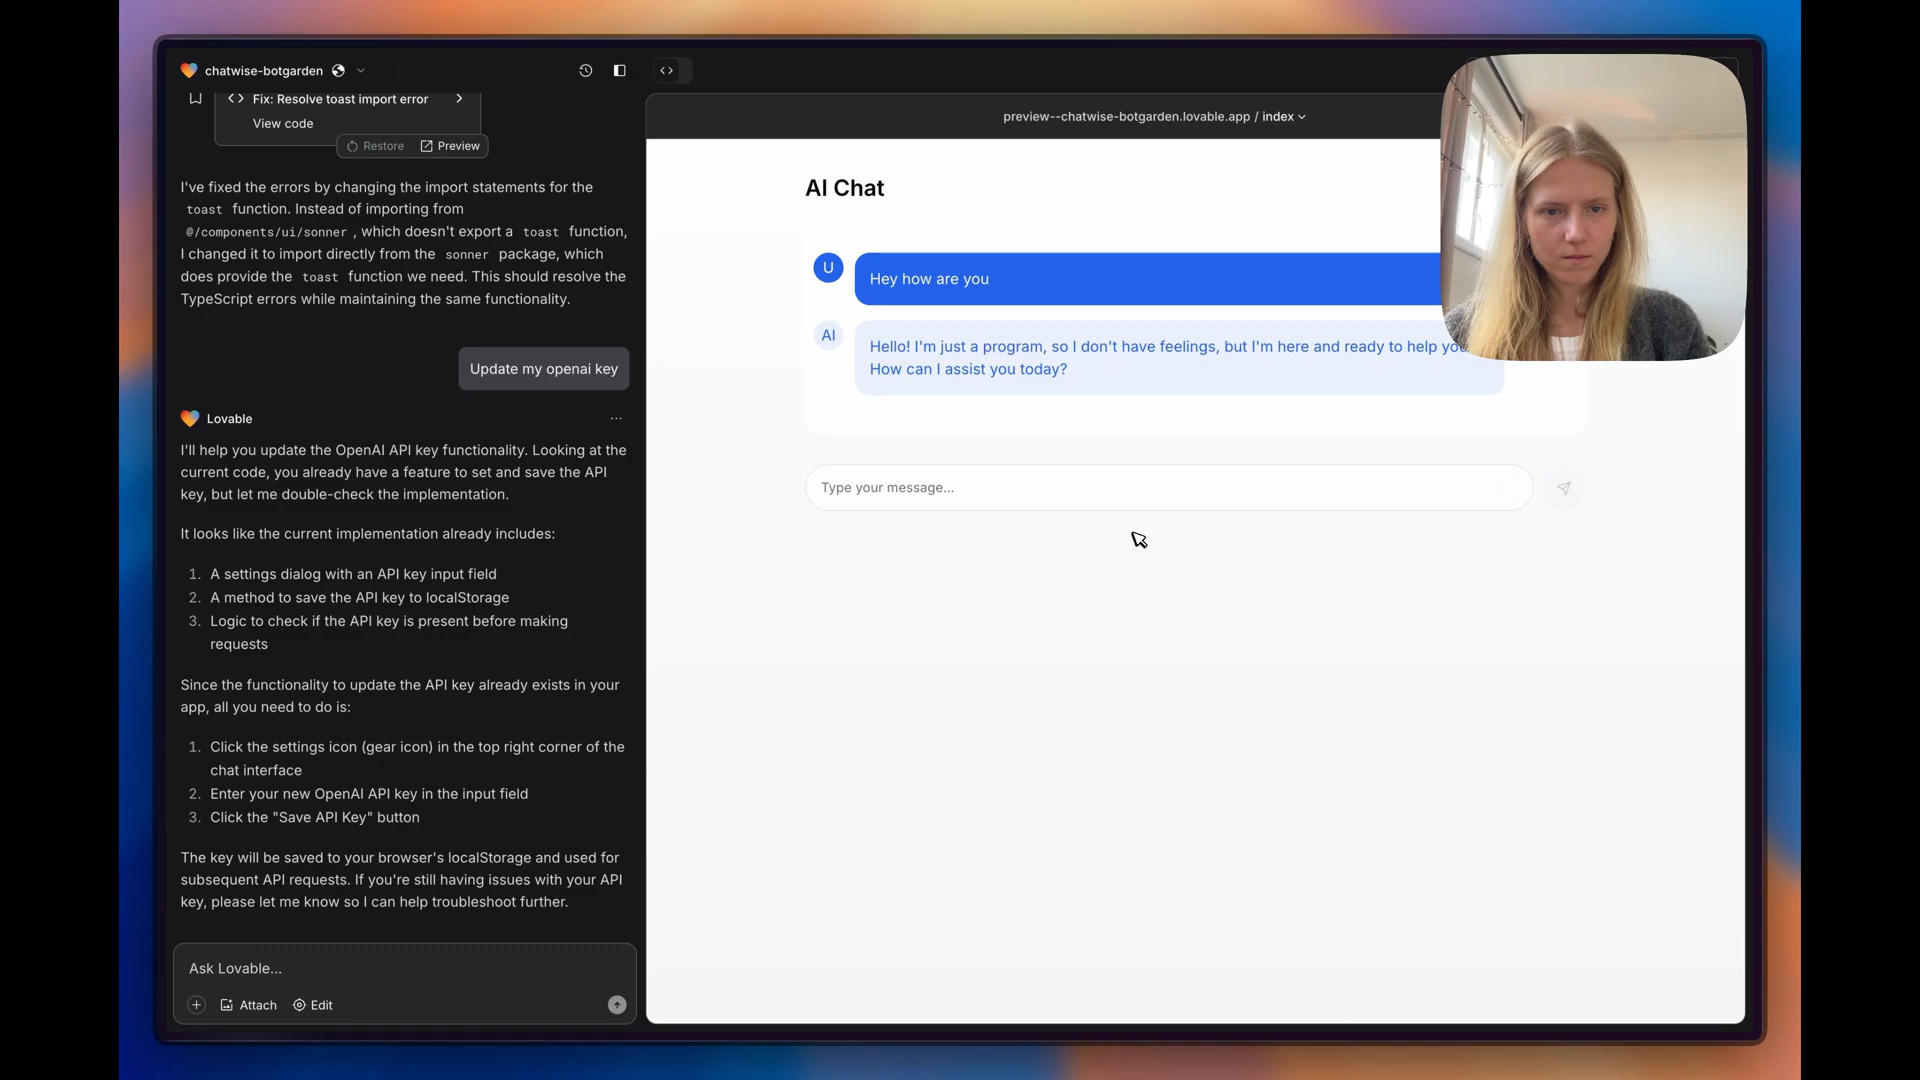 chatwise-botgarden
Fix: Resolve toast import error
View code
Restore
Preview
I've fixed the errors by changing the import statements for the
toast function. Instead of importing from
@/components/ui/sonner , which doesn't export a toast function,
I changed it to import directly from the sonner package, which
does provide the toast function we need. This should resolve the
TypeScript errors while maintaining the same functionality.
Update my openai key
Lovable
I'll help you update the OpenAI API key functionality. Looking at the
current code, you already have a feature to set and save the API
key, but let me double-check the implementation.
It looks like the current implementation already includes:
1. A settings dialog with an API key input field
2. A method to save the API key to localStorage
3. Logic to check if the API key is present before making
requests
Since the functionality to update the API key already exists in your
app, all you need to do is:
1. Click the settings icon (gear icon) in the top right corner of the
chat interface
2. Enter your new OpenAI API key in the input field
3. Click the "Save API Key" button
The key will be saved to your browser's localStorage and used for
subsequent API requests. If you're still having issues with your API
key, please let me know so I can help troubleshoot further.
Ask Lovable...
Attach
Edit
preview--chatwise-botgarden.lovable.app / index
AI Chat
U
Hey how are you
AI
Hello! I'm just a program, so I don't have feelings, but I'm here and ready to help
How can I assist you today?
Type your message...